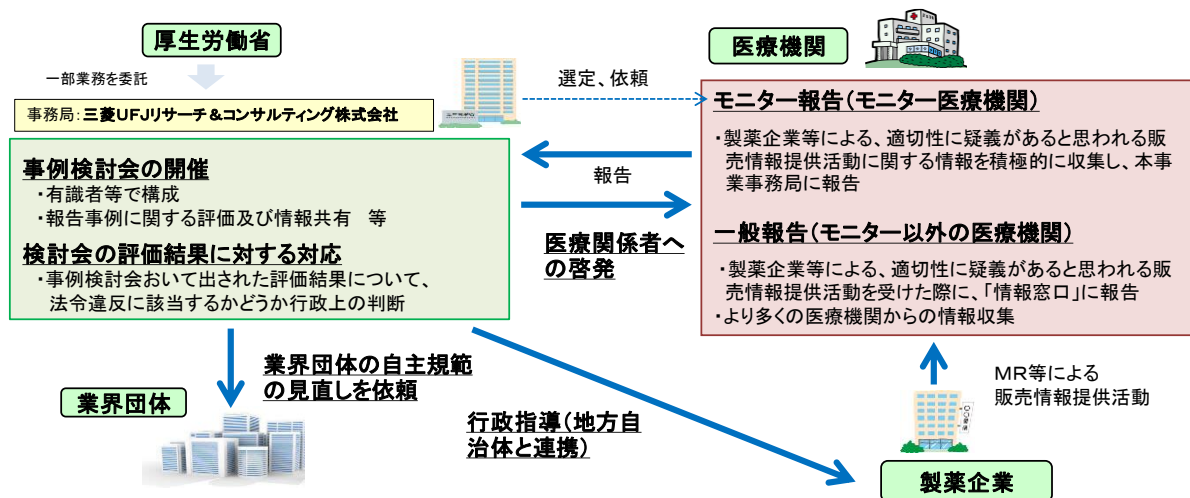 厚生労働省
一部業務を委託
事務局：三菱UFJリサーチ＆コンサルティング株式会社
事例検討会の開催
・有識者等で構成
・報告事例に関する評価及び情報共有　等
検討会の評価結果に対する対応
・事例検討会おいて出された評価結果について、
法令違反に該当するかどうか行政上の判断
選定、依頼
報告
医療関係者へ
の啓発
医療機関
モニター報告（モニター医療機関）
・製薬企業等による、適切性に疑義があると思われる販
売情報提供活動に関する情報を積極的に収集し、本事
業事務局に報告
一般報告（モニター以外の医療機関）
・製薬企業等による、適切性に疑義があると思われる販
売情報提供活動を受けた際に、「情報窓口」に報告
・より多くの医療機関からの情報収集
業界団体の自主規範
の見直しを依頼
業界団体
行政指導（地方自
治体と連携）
MR等による
販売情報提供活動
製薬企業